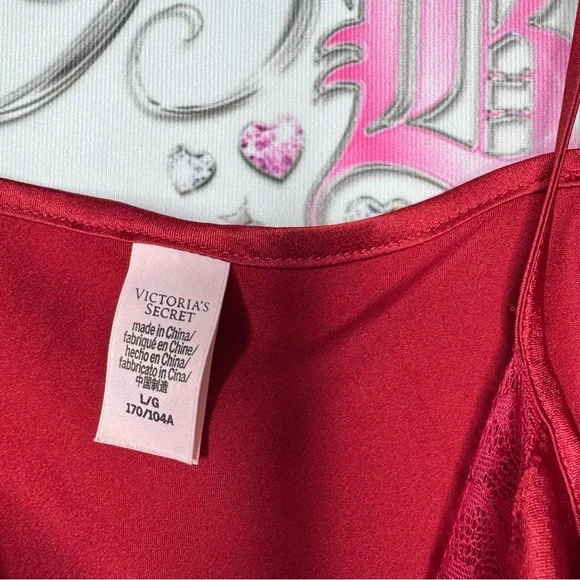 VICTORIA'S
SECRET
made in China/
fabriqué en Chine/
hecho en China/
fabbricato in Cina/
中国制造
L/G
170/104A